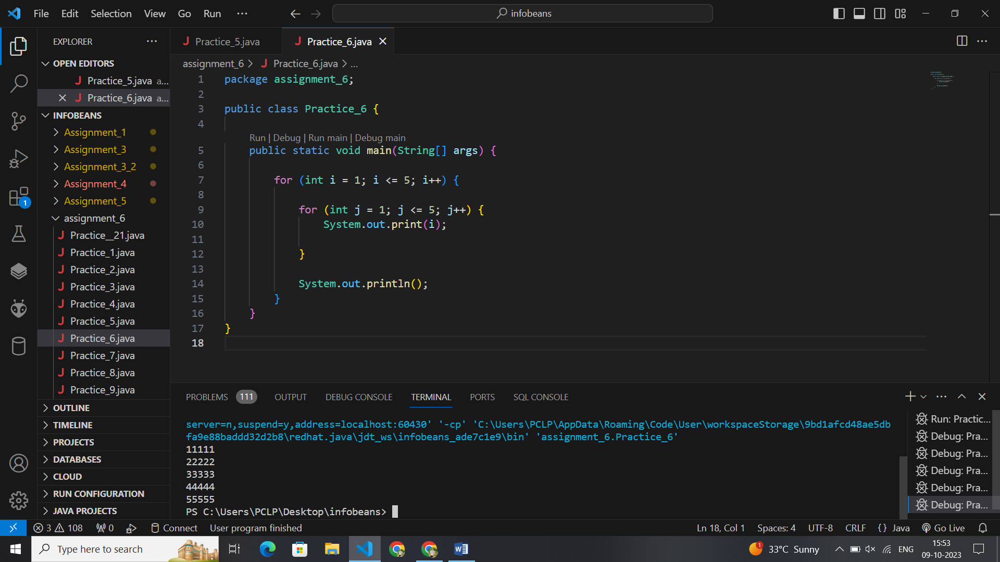 File Edit Selection View Go Run ···
infobeans
EXPLORER ···
OPEN EDITORS
Practice_5.java a...
Practice_6.java a...
INFOBEANS
Assignment_1
Assignment_3
Assignment_3_2
Assignment_4
Assignment_5
assignment_6
Practice__21.java
Practice_1.java
Practice_2.java
Practice_3.java
Practice_4.java
Practice_5.java
Practice_6.java
Practice_7.java
Practice_8.java
Practice_9.java
OUTLINE
TIMELINE
PROJECTS
DATABASES
CLOUD
RUN CONFIGURATION
JAVA PROJECTS
1
Practice_5.java
Practice_6.java
assignment_6 > Practice_6.java > ...
1 package assignment_6;
2
3 public class Practice_6 {
4
Run | Debug | Run main | Debug main
5 public static void main(String[] args) {
6
7 for (int i = 1; i <= 5; i++) {
8
9 for (int j = 1; j <= 5; j++) {
10 System.out.print(i);
11
12 }
13
14 System.out.println();
15 }
16 }
17 }
18
PROBLEMS 111 OUTPUT DEBUG CONSOLE TERMINAL PORTS SQL CONSOLE
server=n,suspend=y,address=localhost:60430' '-cp' 'C:\Users\PCLP\AppData\Roaming\Code\User\workspaceStorage\9bd1afcd48ae5db
fa9e88baddd32d2b8\redhat.java\jdt_ws\infobeans_ade7c1e9\bin' 'assignment_6.Practice_6'
11111
22222
33333
44444
55555
PS C:\Users\PCLP\Desktop\infobeans>
Run: Practic...
Debug: Pra...
Debug: Pra...
Debug: Pra...
Debug: Pra...
Debug: Pra...
3 108 0 Connect User program finished Ln 18, Col 1 Spaces: 4 UTF-8 CRLF {} Java Go Live
Type here to search
1 33°C Sunny ENG
15:53
09-10-2023